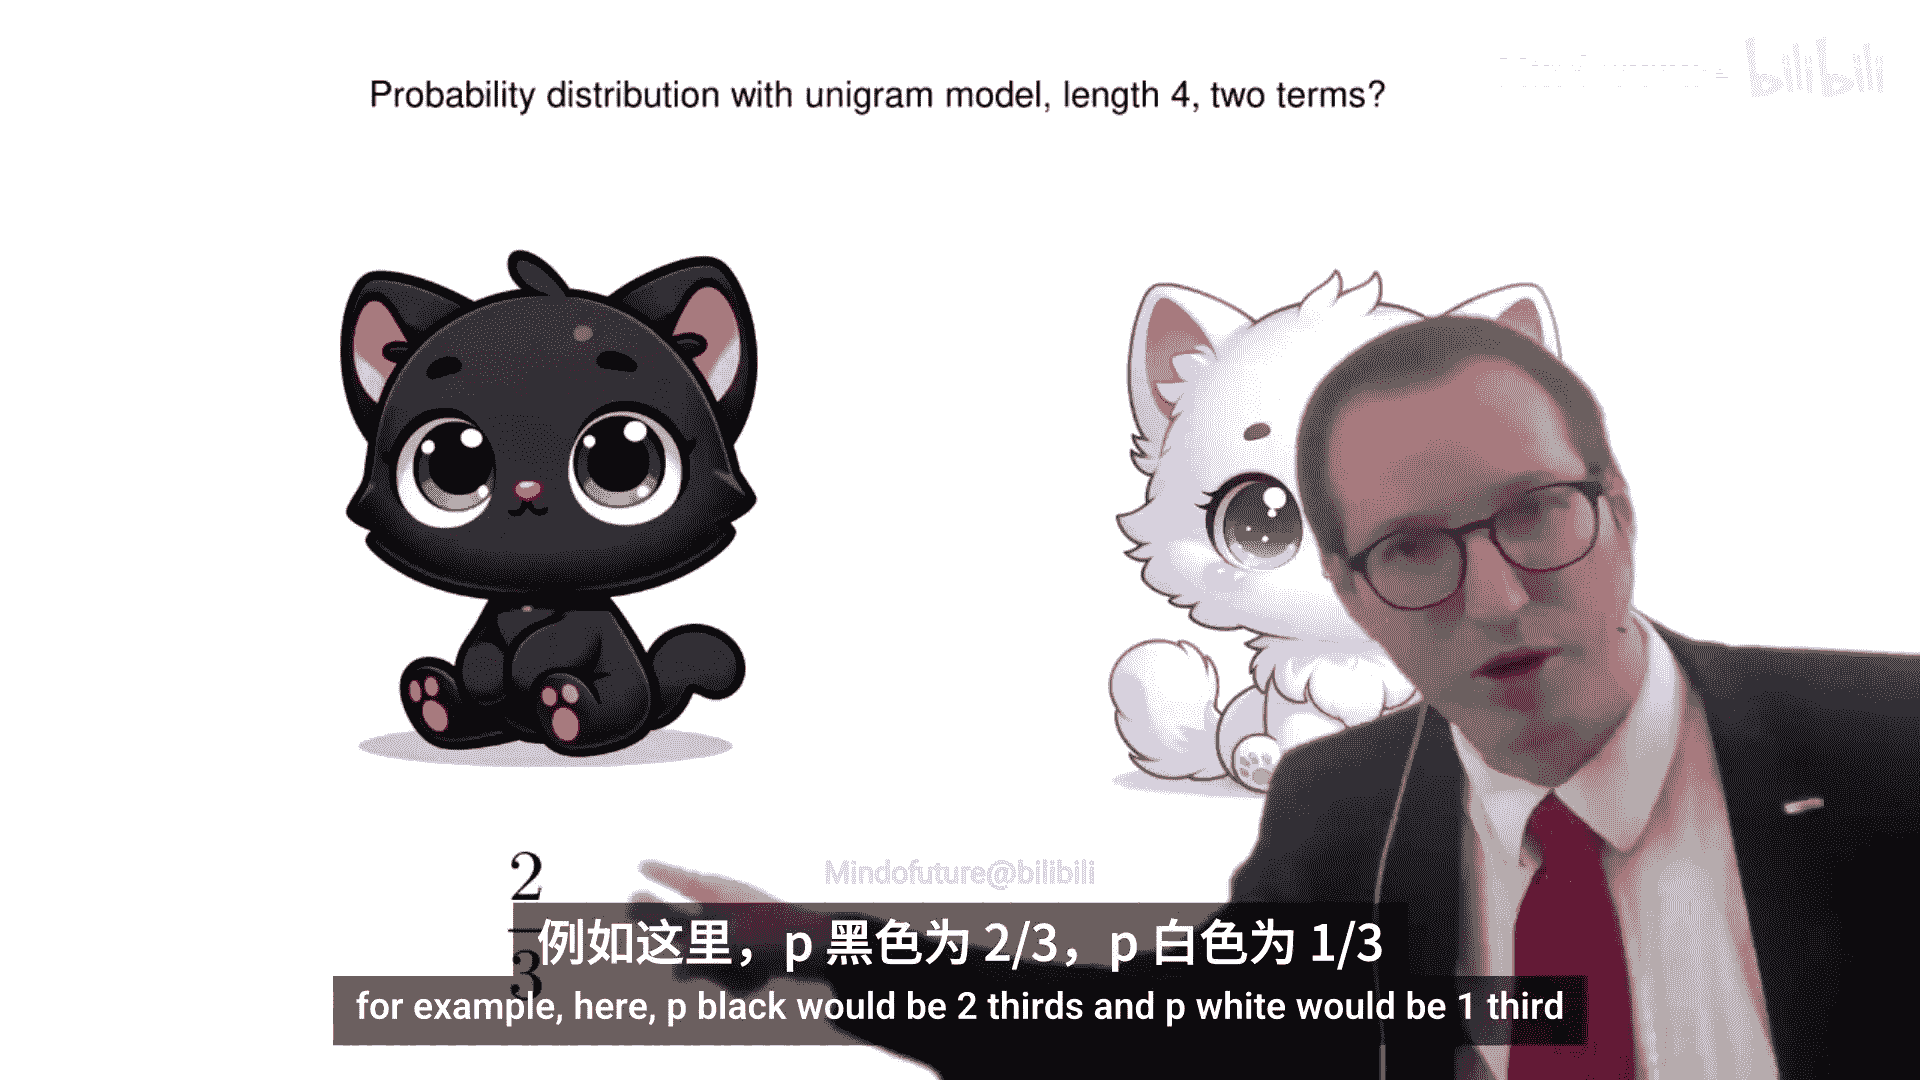 Probability distribution with unigram model, length 4, two terms?
bilibili
2
3
Mindofuture@bilibili
例如这里，p 黑色为 2/3，p 白色为 1/3
for example, here, p black would be 2 thirds and p white would be 1 third